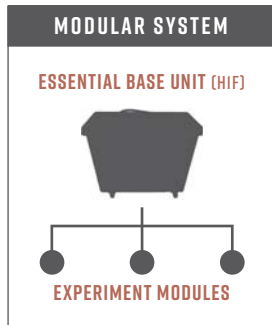 MODULAR SYSTEM
ESSENTIAL BASE UNIT (HIF)
EXPERIMENT MODULES